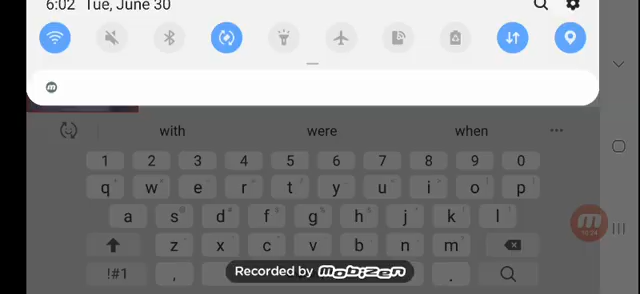 6:02 Tue, June 30
with were when
1 2 3 4 5 6 7 8 9 0
q w e r t y u i o p
a s d f g h j k l
z x c v b n m
!#1 , .
Recorded by mobizen